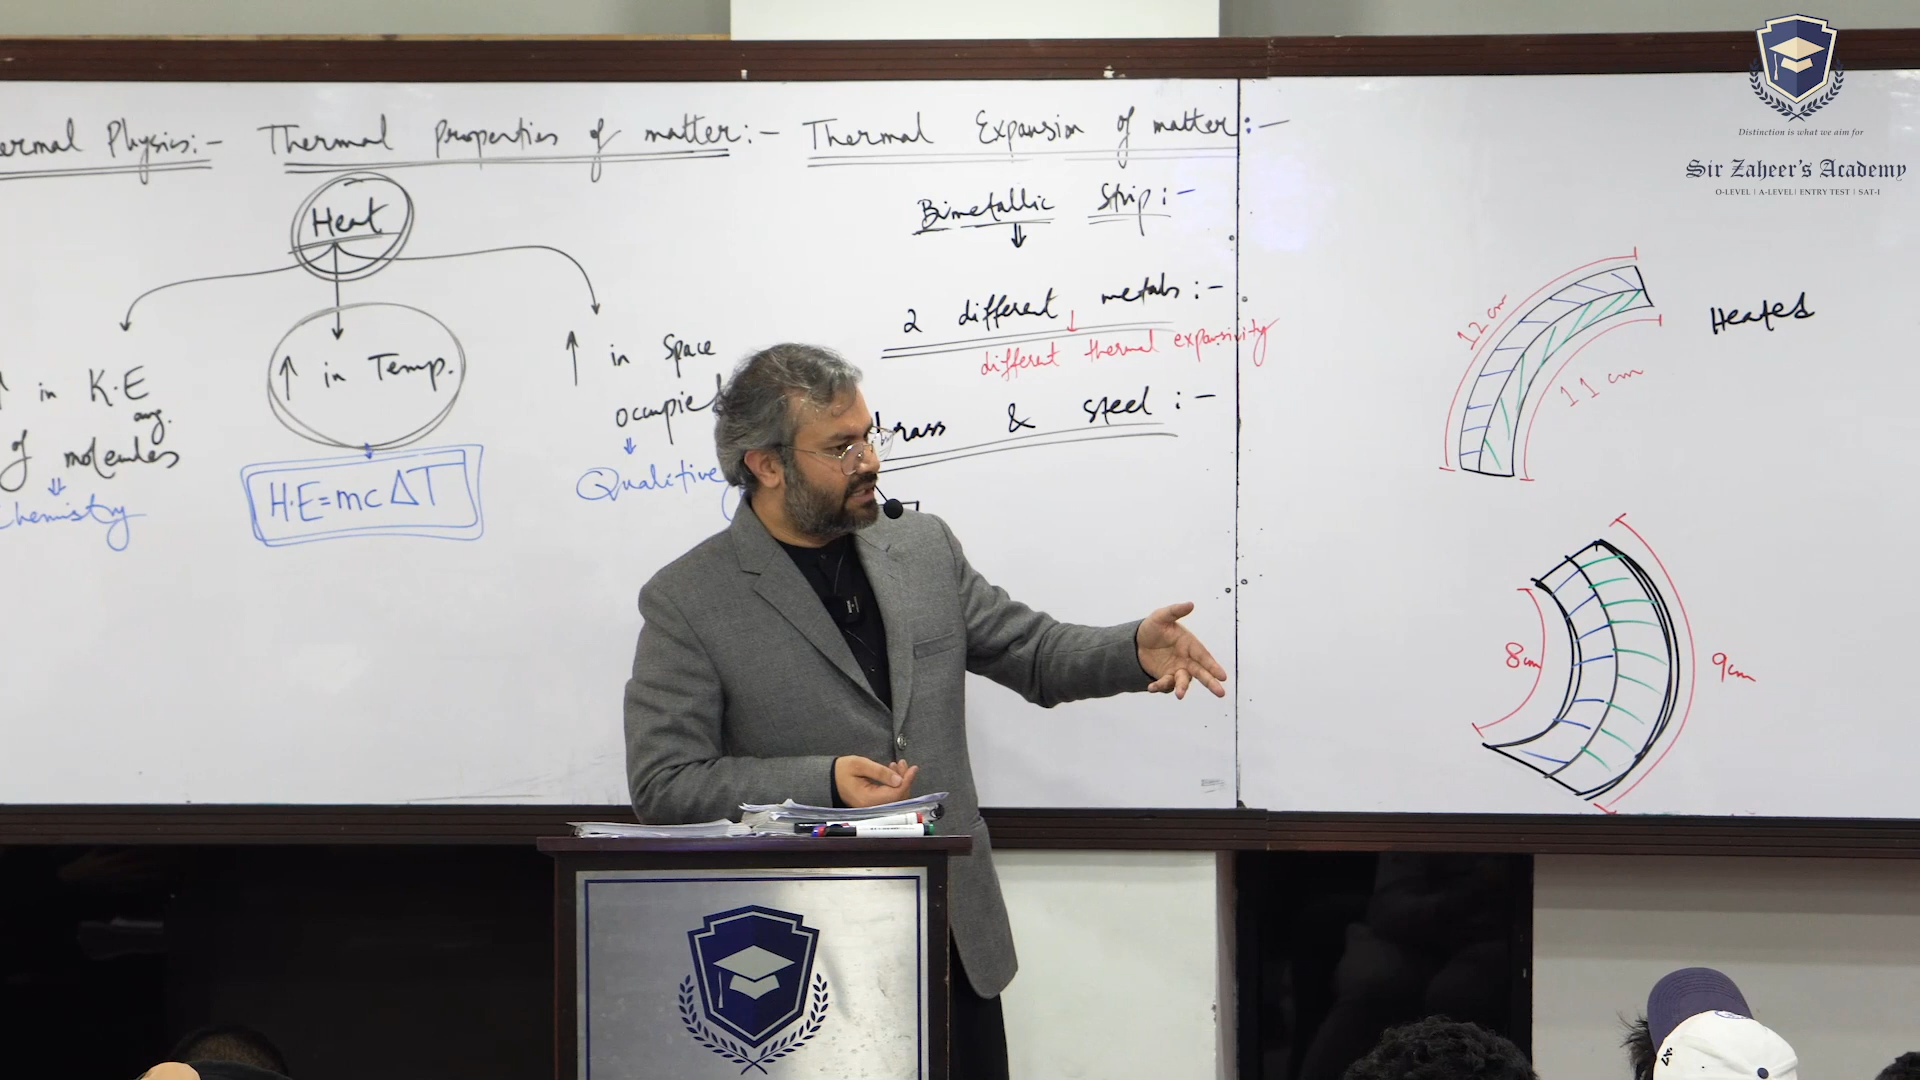 Thermal Physics:-
Thermal Properties of matter:-
Thermal Expansion of matter:-
Heat
↑ in K.E avg.
of molecules
⇓
Chemistry
↑ in Temp.
H.E=mcΔT
↑ in Space
occupied
⇓
Qualitive
Bimetallic Strip:-
⇓
2 different metals:-
different thermal expansivity
brass & steel:-
12 cm
11 cm
Heated
8cm
9cm
Distinction is what we aim for
Sir Zaheer's Academy
O-LEVEL | A-LEVEL | ENTRY TEST | SAT-I